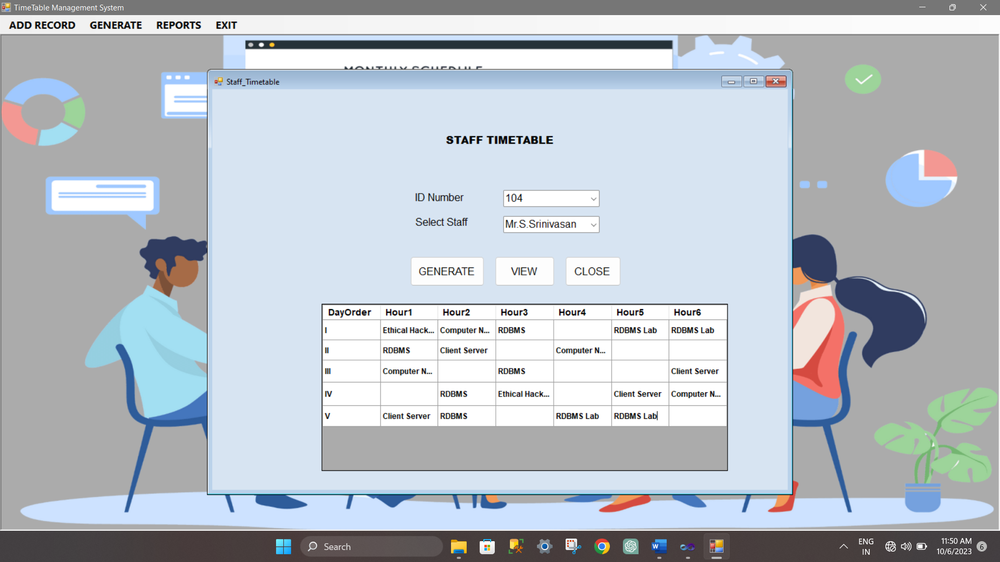 TimeTable Management System
ADD RECORD GENERATE REPORTS EXIT
MONTHLY SCHEDULE
Staff_Timetable
STAFF TIMETABLE
ID Number 104
Select Staff Mr.S.Srinivasan
GENERATE VIEW CLOSE
DayOrder Hour1 Hour2 Hour3 Hour4 Hour5 Hour6
I Ethical Hack... Computer N... RDBMS RDBMS Lab RDBMS Lab
II RDBMS Client Server Computer N...
III Computer N... RDBMS Client Server
IV RDBMS Ethical Hack... Client Server Computer N...
V Client Server RDBMS RDBMS Lab RDBMS Lab
Search
ENG
IN
11:50 AM
10/6/2023
6